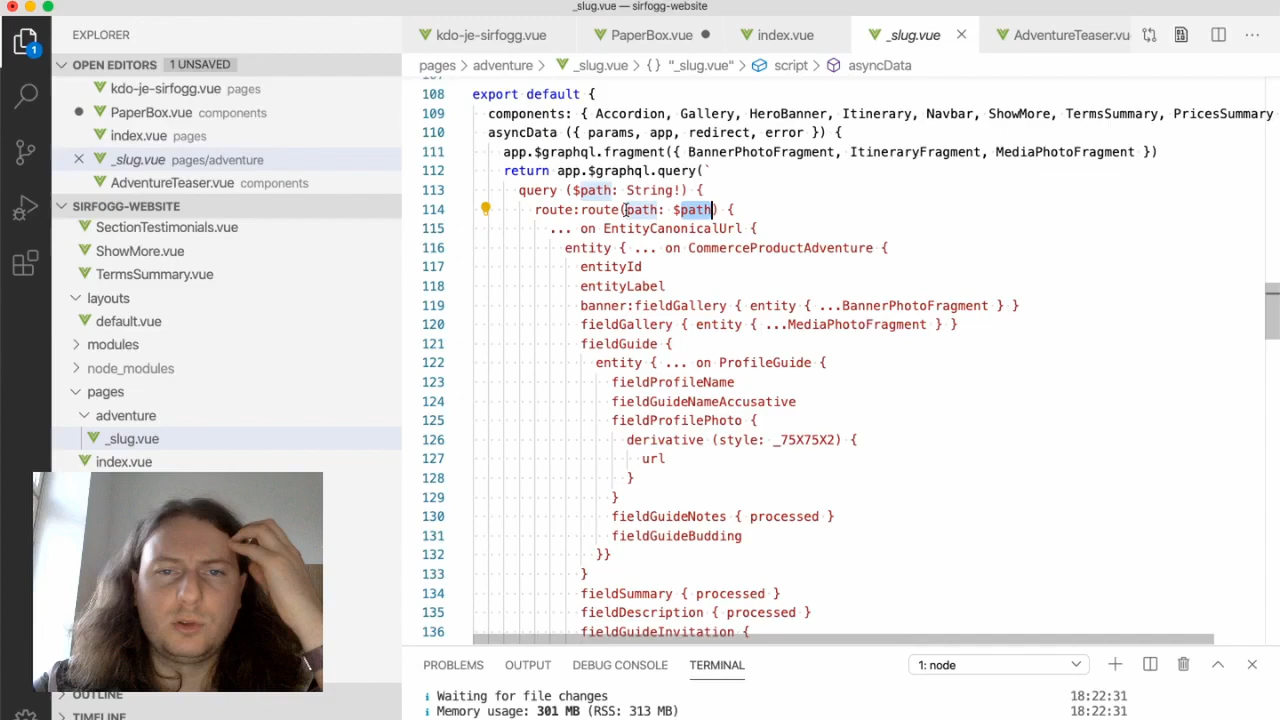 _slug.vue — sirfogg-website
EXPLORER
kdo-je-sirfogg.vue
PaperBox.vue
index.vue
_slug.vue
AdventureTeaser.vu
OPEN EDITORS
1 UNSAVED
kdo-je-sirfogg.vue pages
PaperBox.vue components
index.vue pages
_slug.vue pages/adventure
AdventureTeaser.vue components
SIRFOGG-WEBSITE
SectionTestimonials.vue
ShowMore.vue
TermsSummary.vue
layouts
default.vue
modules
node_modules
pages
adventure
_slug.vue
index.vue
OUTLINE
TIMELINE
1
pages > adventure > _slug.vue > {} "_slug.vue" > script > asyncData
108 export default {
109 components: { Accordion, Gallery, HeroBanner, Itinerary, Navbar, ShowMore, TermsSummary, PricesSummary
110 asyncData ({ params, app, redirect, error }) {
111 app.$graphql.fragment({ BannerPhotoFragment, ItineraryFragment, MediaPhotoFragment })
112 return app.$graphql.query(`
113 query ($path: String!) {
114 route:route(path: $path) {
115 ... on EntityCanonicalUrl {
116 entity { ... on CommerceProductAdventure {
117 entityId
118 entityLabel
119 banner:fieldGallery { entity { ...BannerPhotoFragment } }
120 fieldGallery { entity { ...MediaPhotoFragment } }
121 fieldGuide {
122 entity { ... on ProfileGuide {
123 fieldProfileName
124 fieldGuideNameAccusative
125 fieldProfilePhoto {
126 derivative (style: _75X75X2) {
127 url
128 }
129 }
130 fieldGuideNotes { processed }
131 fieldGuideBudding
132 }}
133 }
134 fieldSummary { processed }
135 fieldDescription { processed }
136 fieldGuideInvitation {
PROBLEMS OUTPUT DEBUG CONSOLE TERMINAL
1: node
i Waiting for file changes 18:22:31
i Memory usage: 301 MB (RSS: 313 MB) 18:22:31